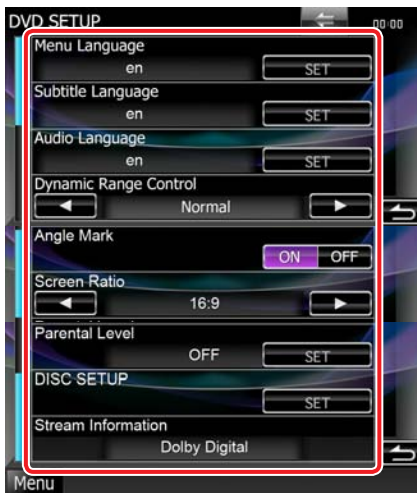 DVD SETUP 00:00
Menu Language
en SET
Subtitle Language
en SET
Audio Language
en SET
Dynamic Range Control
Normal
Angle Mark
ON OFF
Screen Ratio
16:9
Parental Level
OFF SET
DISC SETUP
SET
Stream Information
Dolby Digital
Menu